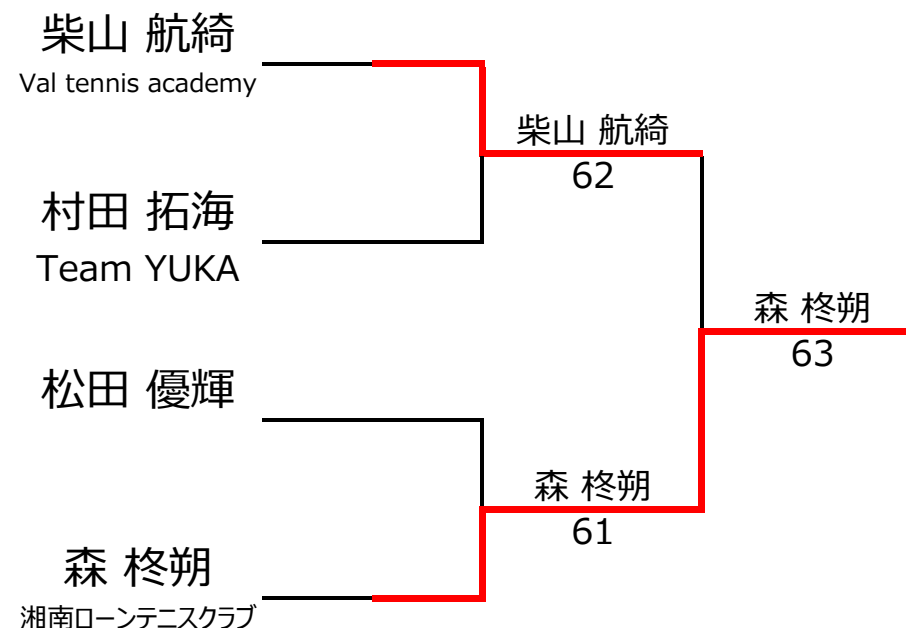 柴山 航綺
Val tennis academy
柴山 航綺
62
村田 拓海
Team YUKA
森 柊朔
63
松田 優輝
森 柊朔
61
森 柊朔
湘南ローンテニスクラブ